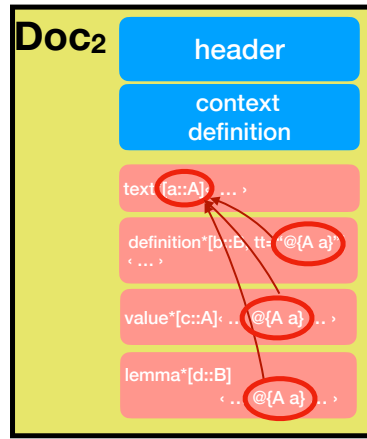 Doc₂
header
context
definition
text*[a::A]‹ … ›
definition*[b::B, tt="@{A a}"]
‹ … ›
value*[c::A]‹ … @{A a} … ›
lemma*[d::B]
‹ … @{A a} … ›